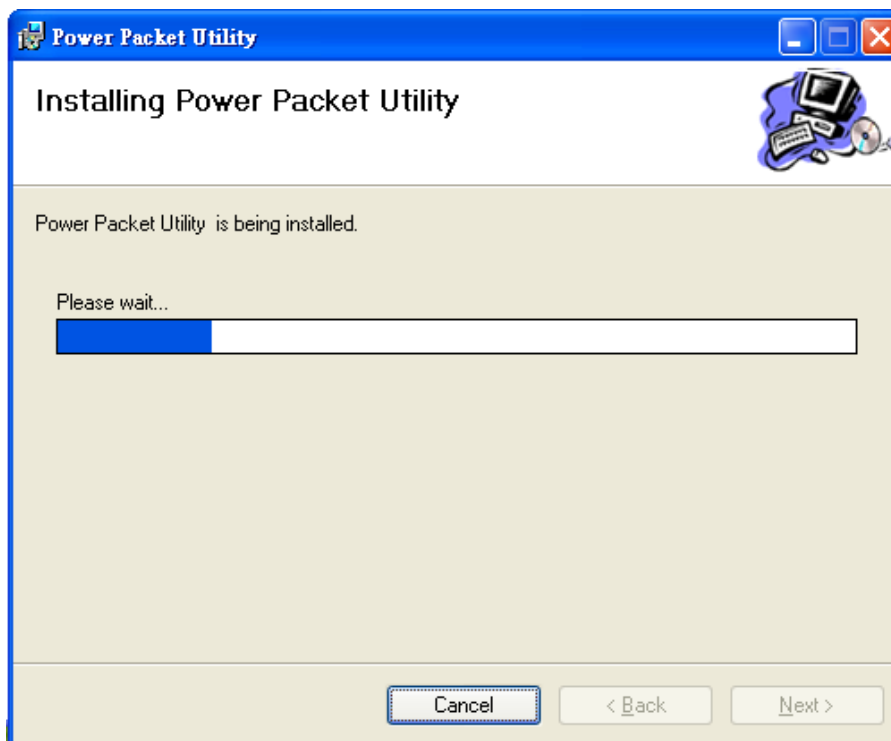 Power Packet Utility
Installing Power Packet Utility
Power Packet Utility  is being installed.
Please wait...
Cancel
< Back
Next >